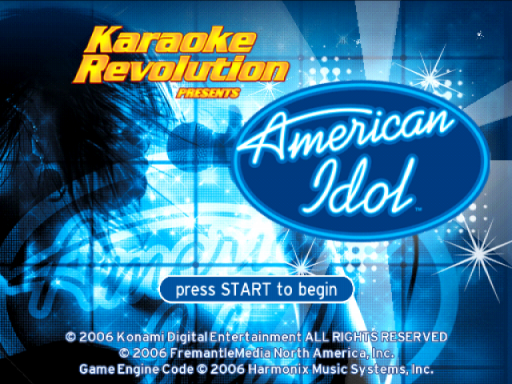 Karaoke
Revolution
PRESENTS
American
Idol
TM
press START to begin
© 2006 Konami Digital Entertainment ALL RIGHTS RESERVED
© 2006 FremantleMedia North America, Inc.
Game Engine Code © 2006 Harmonix Music Systems, Inc.